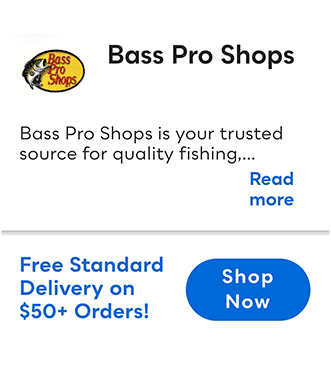 Bass
Pro
Shops
Bass Pro Shops
Bass Pro Shops is your trusted
source for quality fishing,...
Read
more
Free Standard
Delivery on
$50+ Orders!
Shop
Now